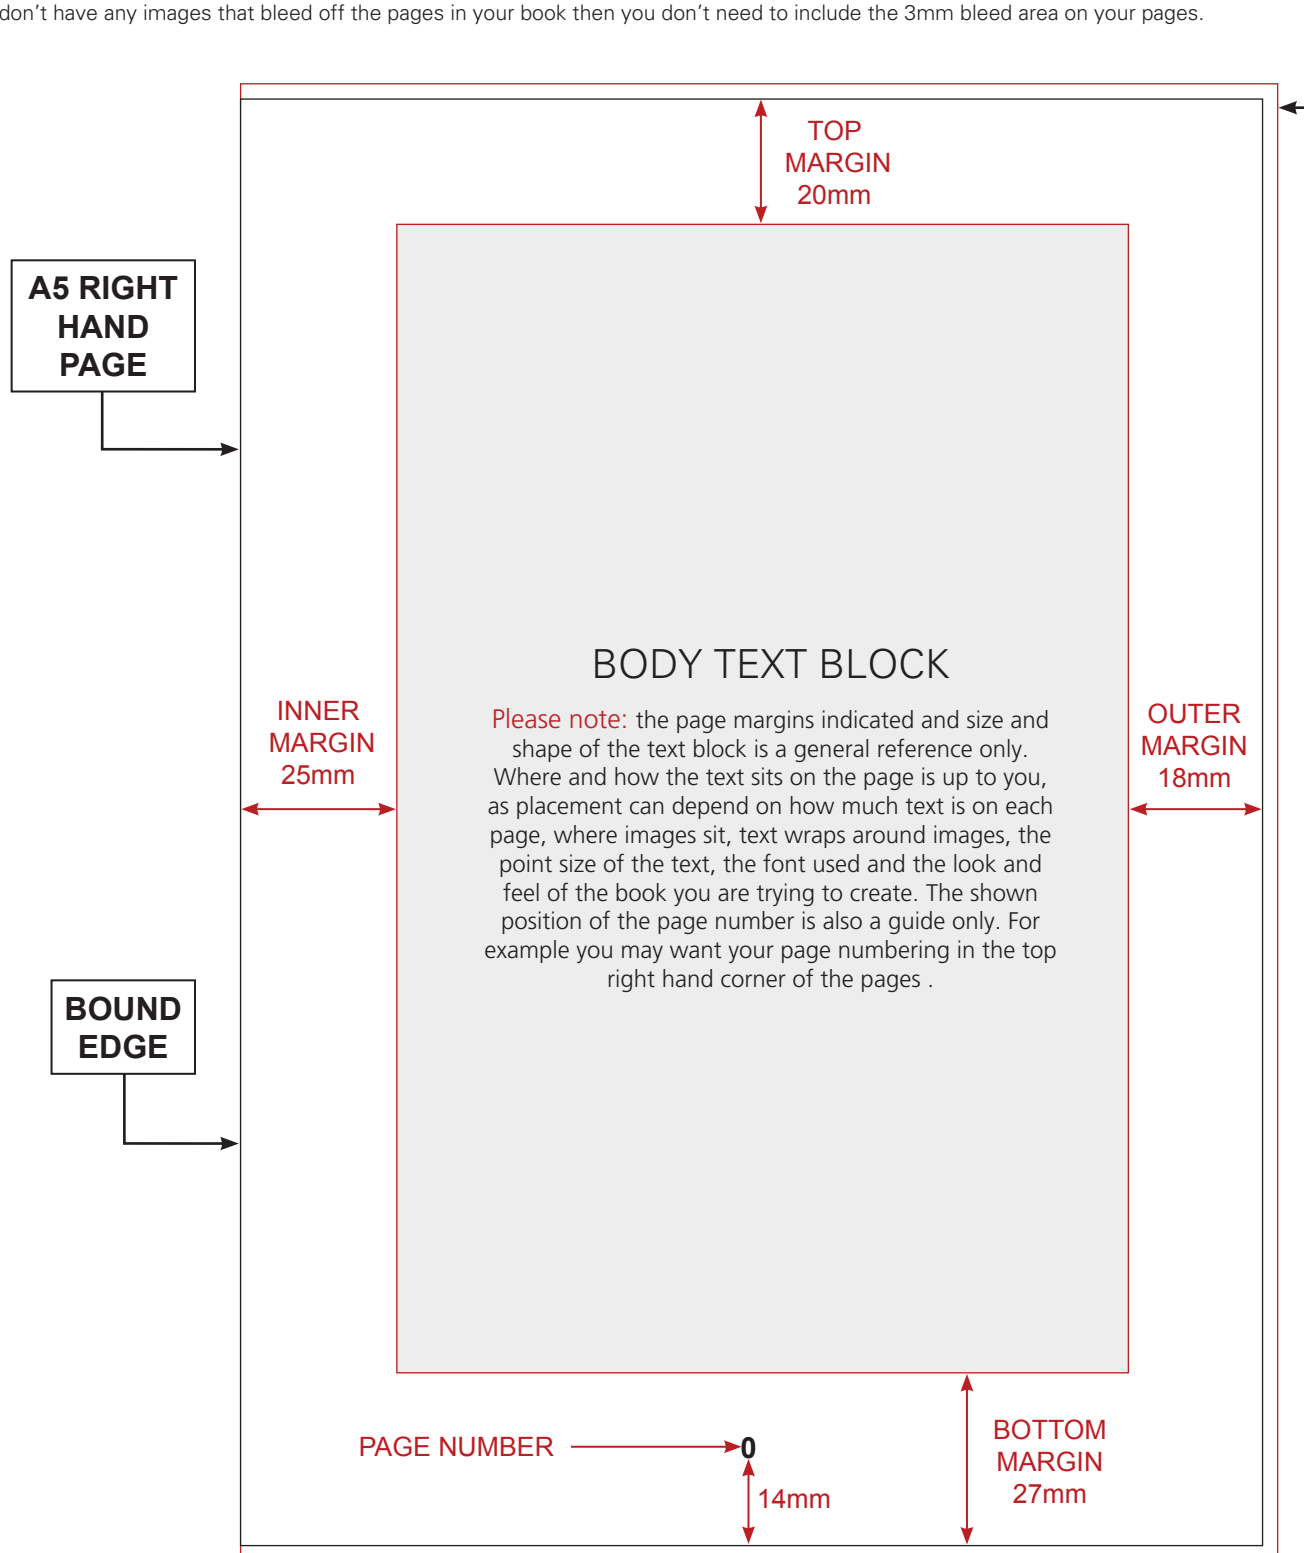 don’t have any images that bleed off the pages in your book then you don’t need to include the 3mm bleed area on your pages.
TOP
MARGIN
20mm
A5 RIGHT
HAND
PAGE
BODY TEXT BLOCK
Please note: the page margins indicated and size and
shape of the text block is a general reference only.
Where and how the text sits on the page is up to you,
as placement can depend on how much text is on each
page, where images sit, text wraps around images, the
point size of the text, the font used and the look and
feel of the book you are trying to create. The shown
position of the page number is also a guide only. For
example you may want your page numbering in the top
right hand corner of the pages .
INNER
MARGIN
25mm
OUTER
MARGIN
18mm
BOUND
EDGE
PAGE NUMBER
0
14mm
BOTTOM
MARGIN
27mm